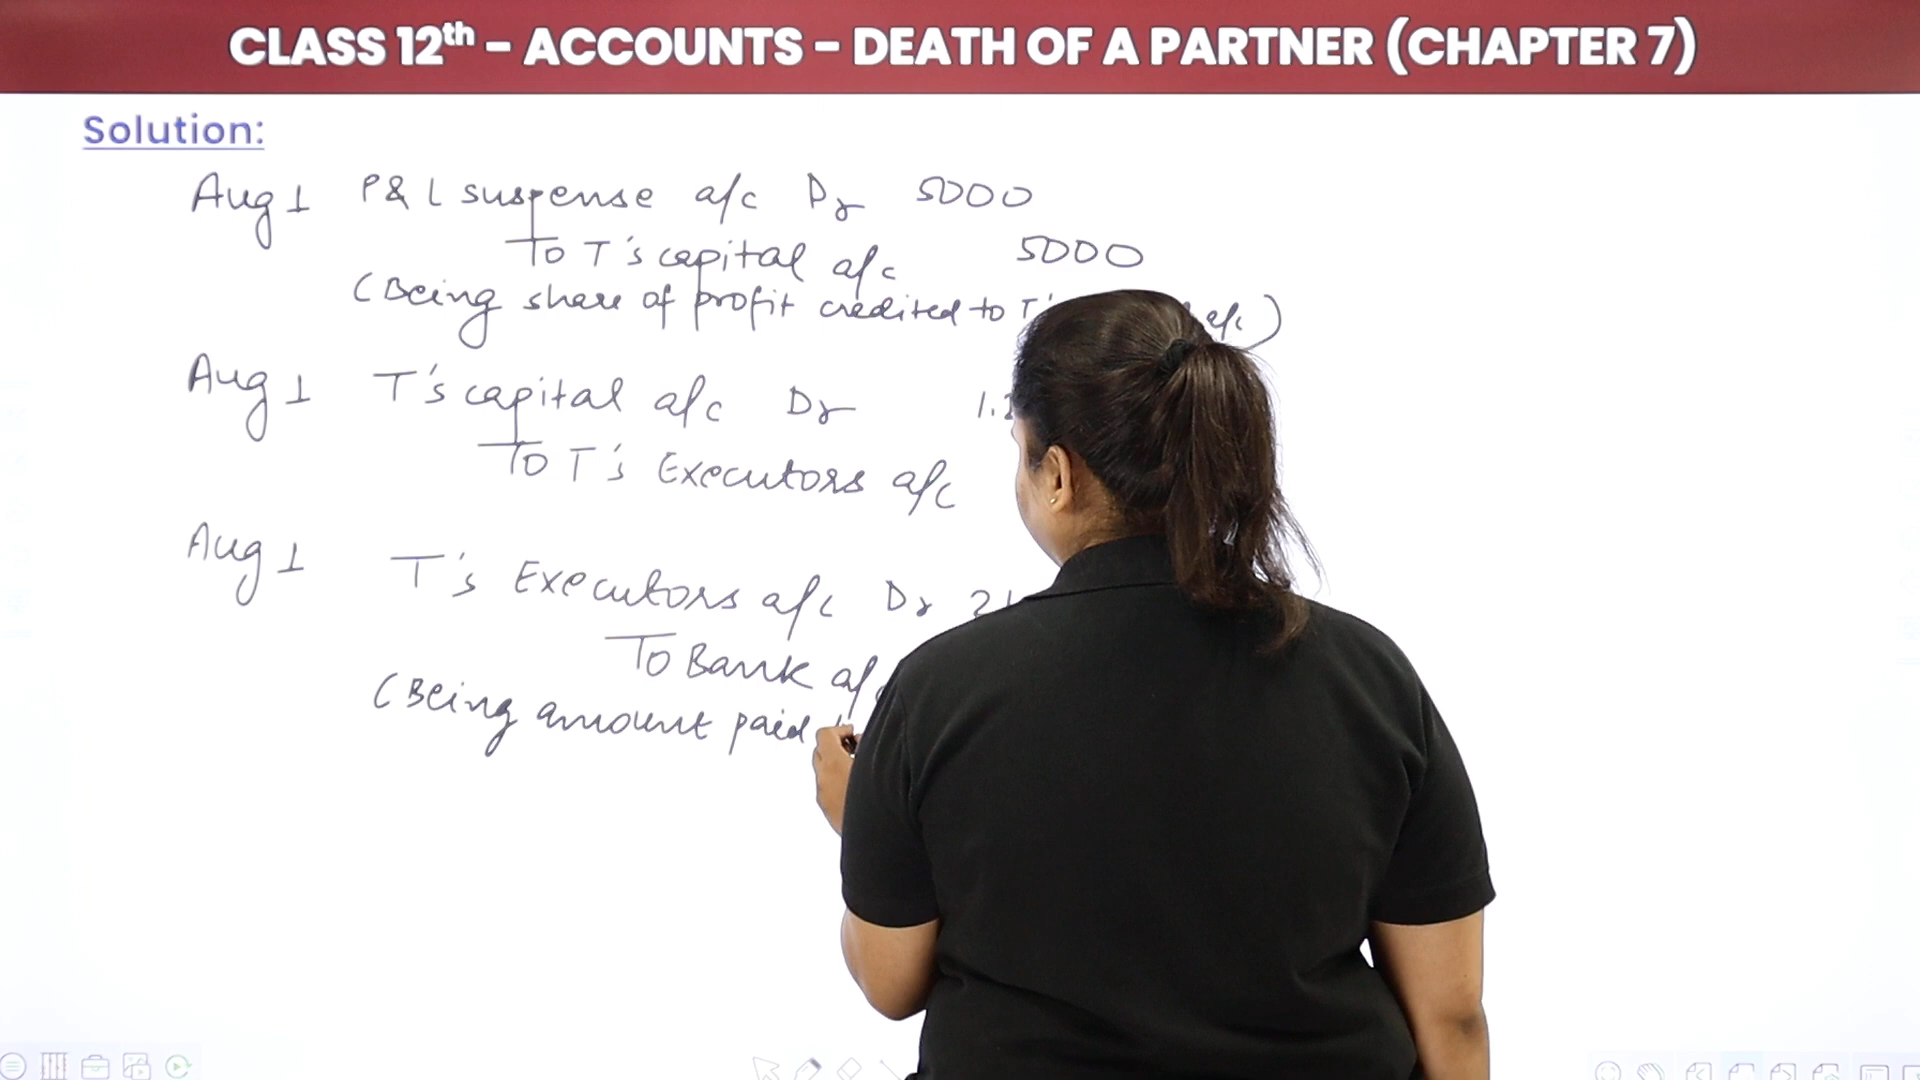 CLASS 12th - ACCOUNTS - DEATH OF A PARTNER (CHAPTER 7)
Solution:
Aug 1 P & L suspense a/c Dr 5000
To T's capital a/c 5000
(Being share of profit credited to T's a/c)
Aug 1 T's capital a/c Dr
To T's Executors a/c
Aug 1 T's Executors a/c Dr
To Bank a/c
(Being amount paid